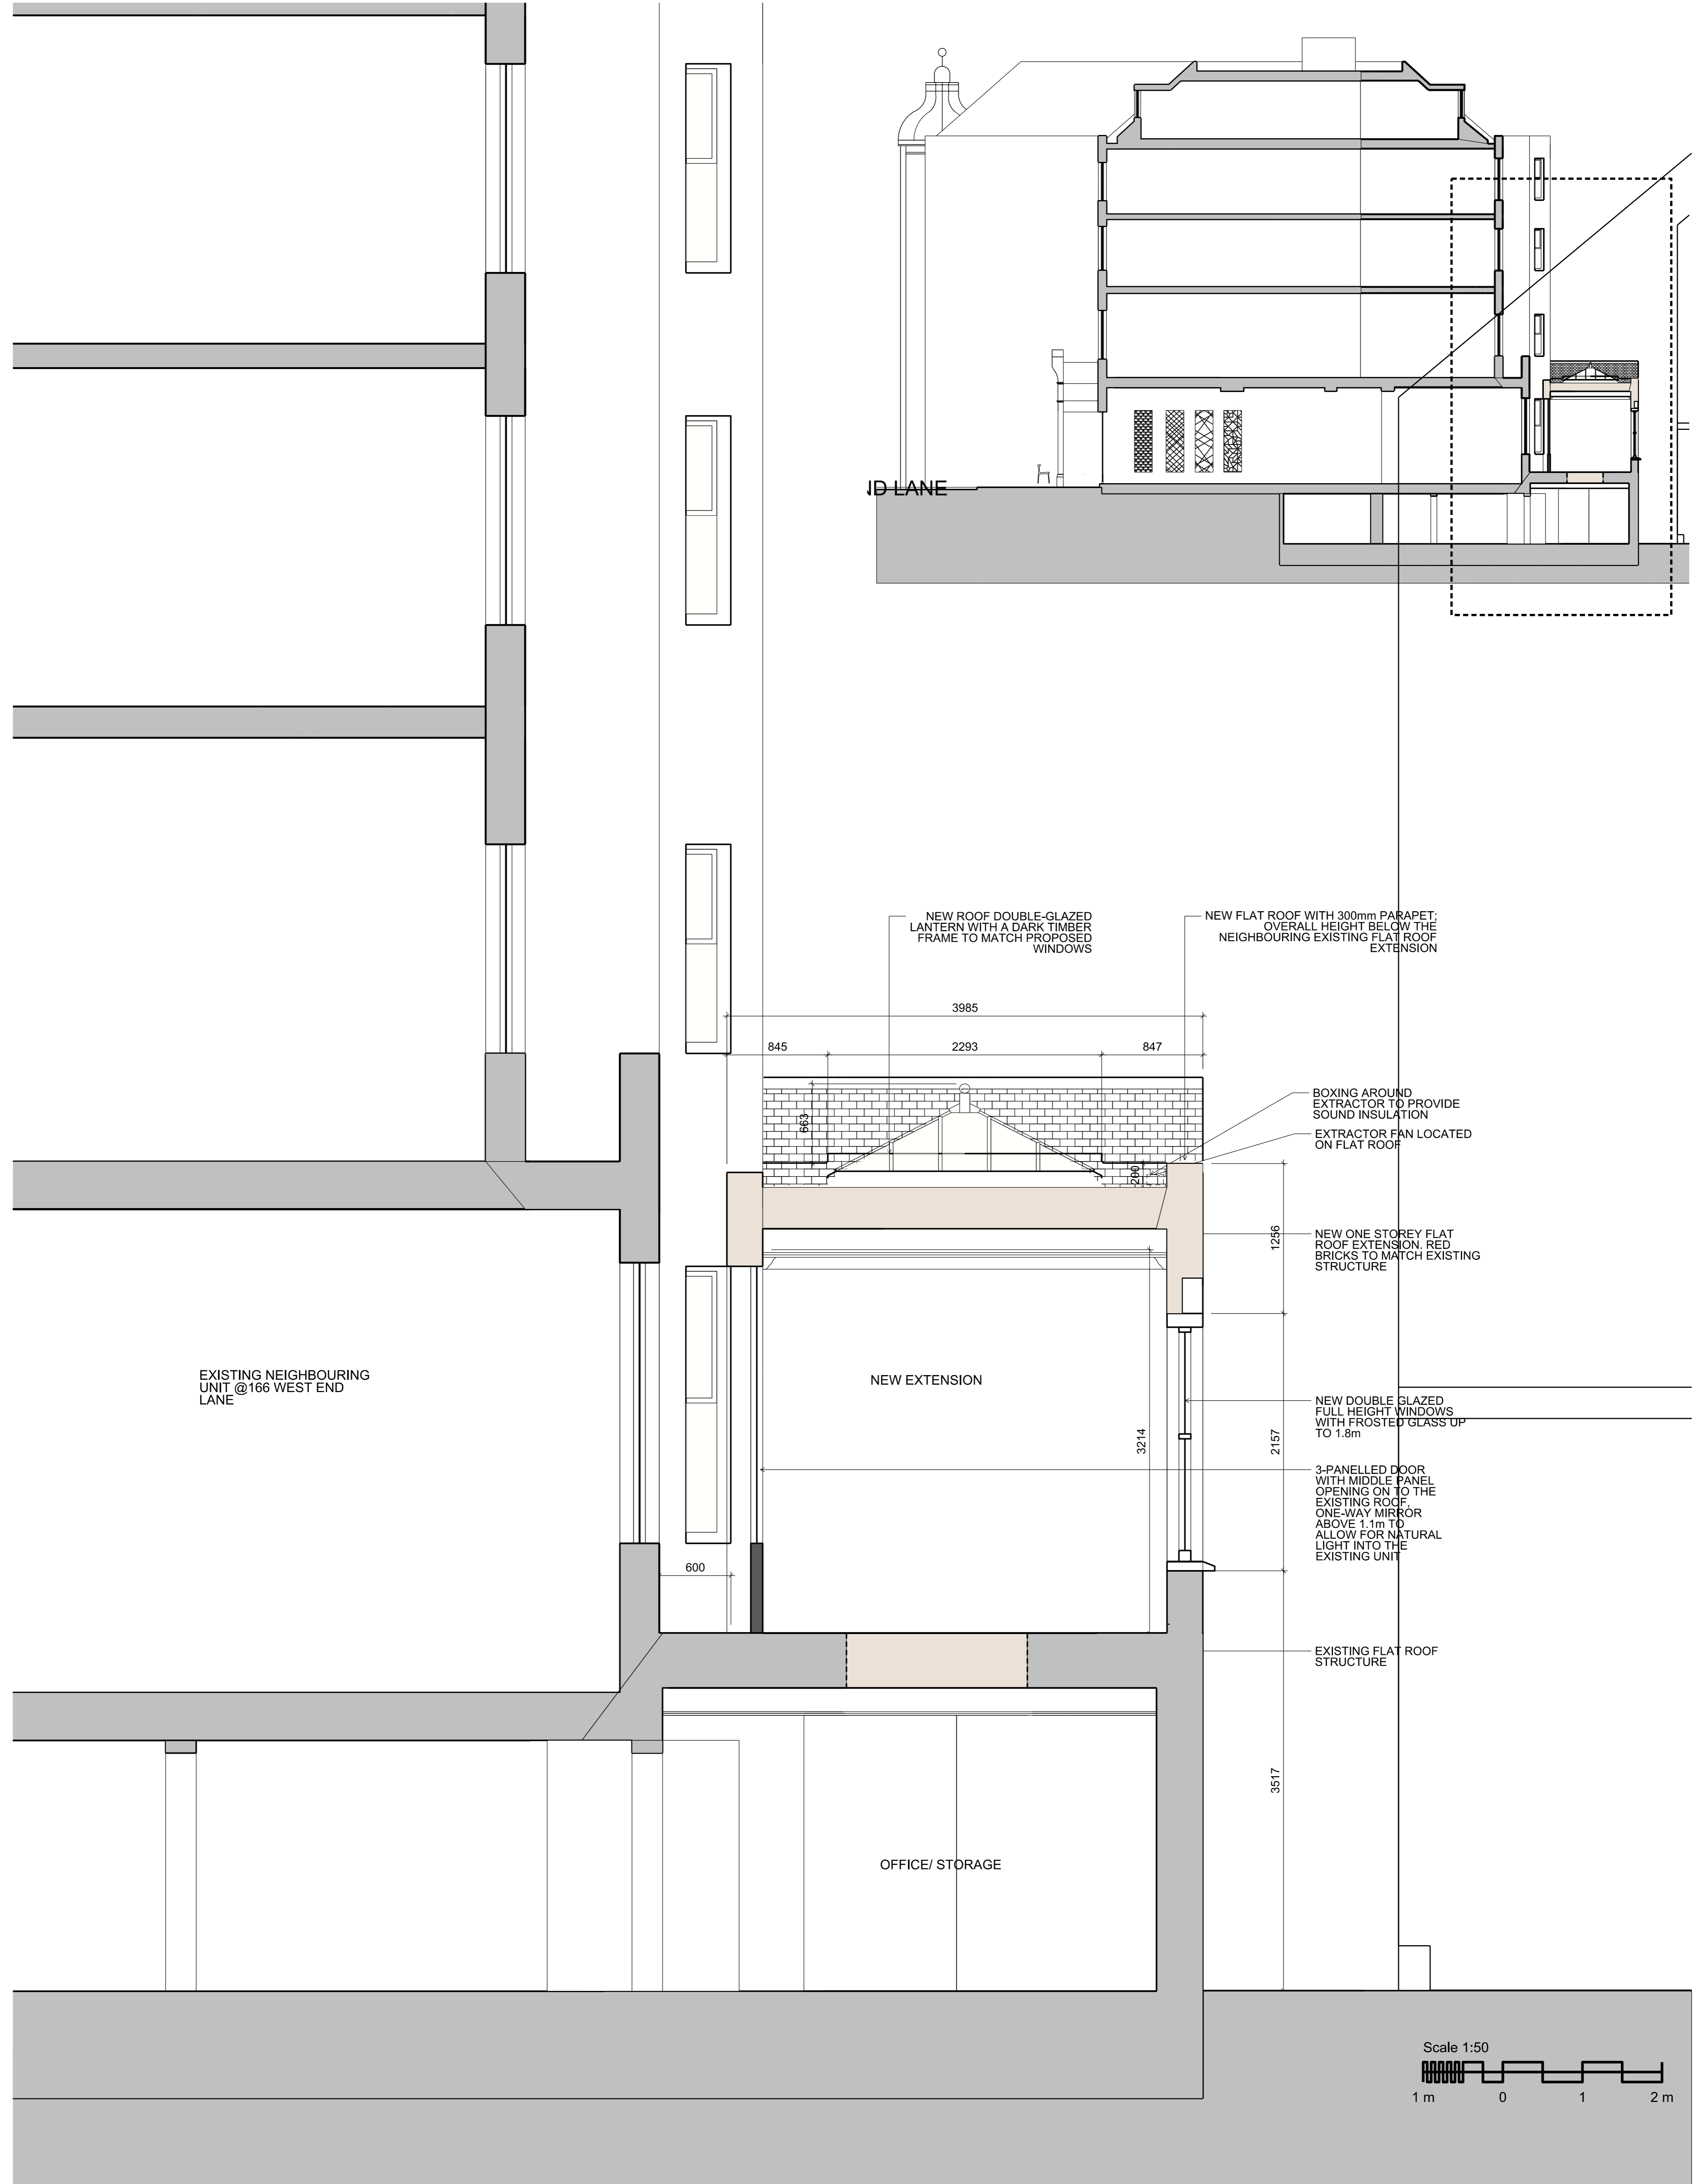 ND LANE
NEW ROOF DOUBLE-GLAZED
LANTERN WITH A DARK TIMBER
FRAME TO MATCH PROPOSED
WINDOWS
NEW FLAT ROOF WITH 300mm PARAPET;
OVERALL HEIGHT BELOW THE
NEIGHBOURING EXISTING FLAT ROOF
EXTENSION
3985
845
2293
847
663
200
BOXING AROUND
EXTRACTOR TO PROVIDE
SOUND INSULATION
EXTRACTOR FAN LOCATED
ON FLAT ROOF
1256
NEW ONE STOREY FLAT
ROOF EXTENSION. RED
BRICKS TO MATCH EXISTING
STRUCTURE
EXISTING NEIGHBOURING
UNIT @166 WEST END
LANE
NEW EXTENSION
3214
2157
NEW DOUBLE GLAZED
FULL HEIGHT WINDOWS
WITH FROSTED GLASS UP
TO 1.8m
3-PANELLED DOOR
WITH MIDDLE PANEL
OPENING ON TO THE
EXISTING ROOF,
ONE-WAY MIRROR
ABOVE 1.1m TO
ALLOW FOR NATURAL
LIGHT INTO THE
EXISTING UNIT
600
EXISTING FLAT ROOF
STRUCTURE
3517
OFFICE/ STORAGE
Scale 1:50
1 m 0 1 2 m